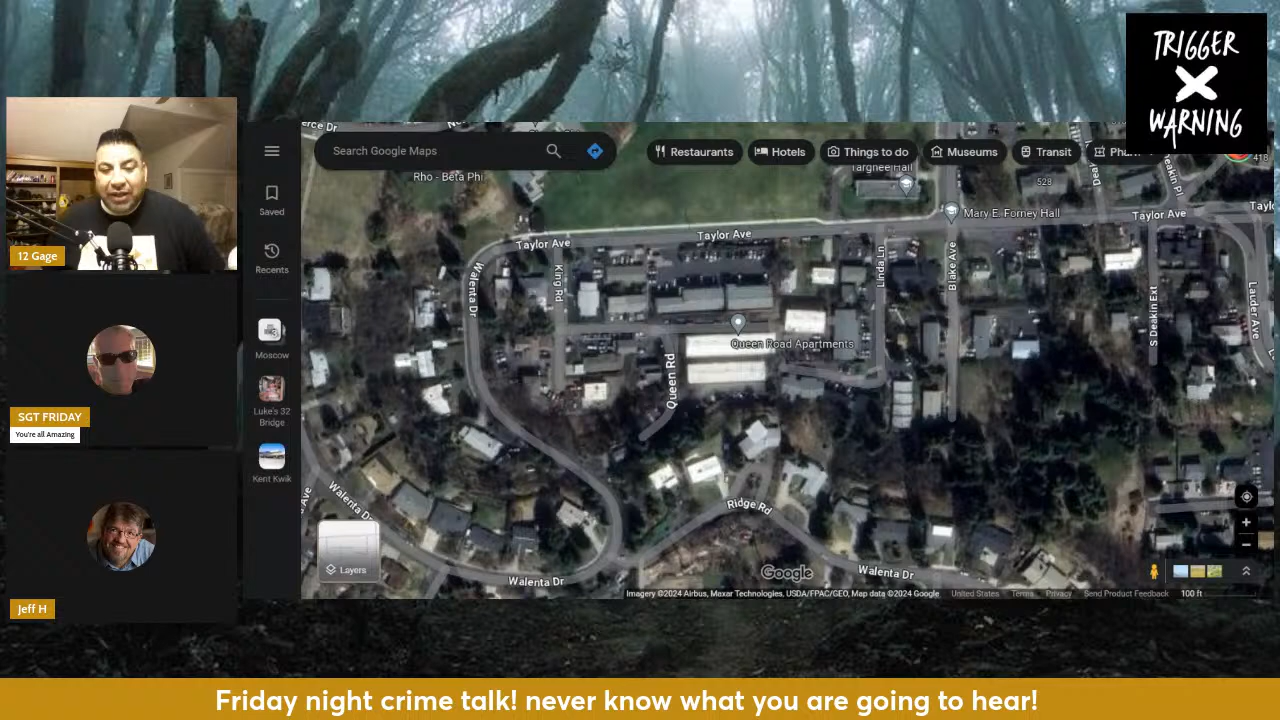 TRIGGER
WARNING
12 Gage
SGT FRIDAY
You're all Amazing
Jeff H
Saved
Recents
Moscow
Luke's 32
Bridge
Kent Kwik
Search Google Maps
Restaurants
Hotels
Things to do
Museums
Transit
418
Rho - Beta Phi
Targhee Hall
528
Mary E. Forney Hall
Taylor Ave
Taylor Ave
Taylor Ave
Walenta Dr
King Rd
Linda Ln
Blake Ave
S Deakin Ext
Lauder Ave
Deakin Pl
Queen Road Apartments
Queen Rd
Ridge Rd
Walenta Dr
Walenta Dr
Layers
Google
Imagery ©2024 Airbus, Maxar Technologies, USDA/FPAC/GEO, Map data ©2024 Google
United States
Terms
Privacy
Send Product Feedback
100 ft
Friday night crime talk! never know what you are going to hear!